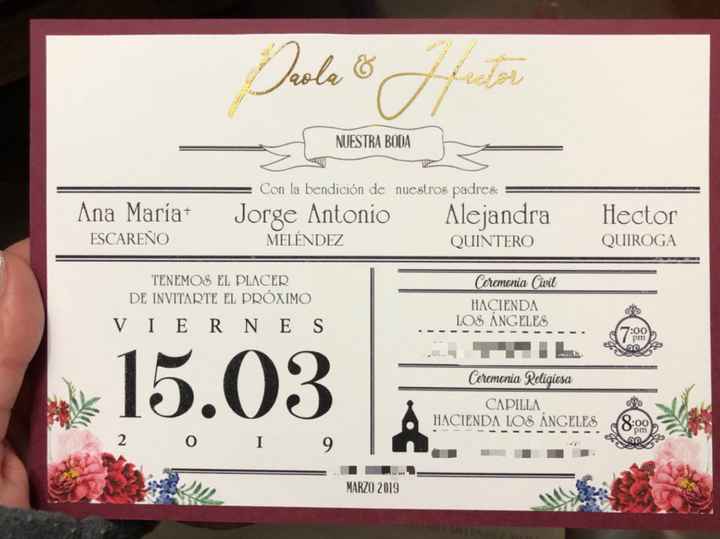 Paola & Hector
NUESTRA BODA
Con la bendición de nuestros padres:
Ana María+
ESCAREÑO
Jorge Antonio
MELÉNDEZ
Alejandra
QUINTERO
Hector
QUIROGA
TENEMOS EL PLACER
DE INVITARTE EL PRÓXIMO
VIERNES
15.03
2019
Ceremonia Civil
HACIENDA
LOS ÁNGELES
7:00
pm
Ceremonia Religiosa
CAPILLA
HACIENDA LOS ÁNGELES
8:00
pm
MARZO 2019